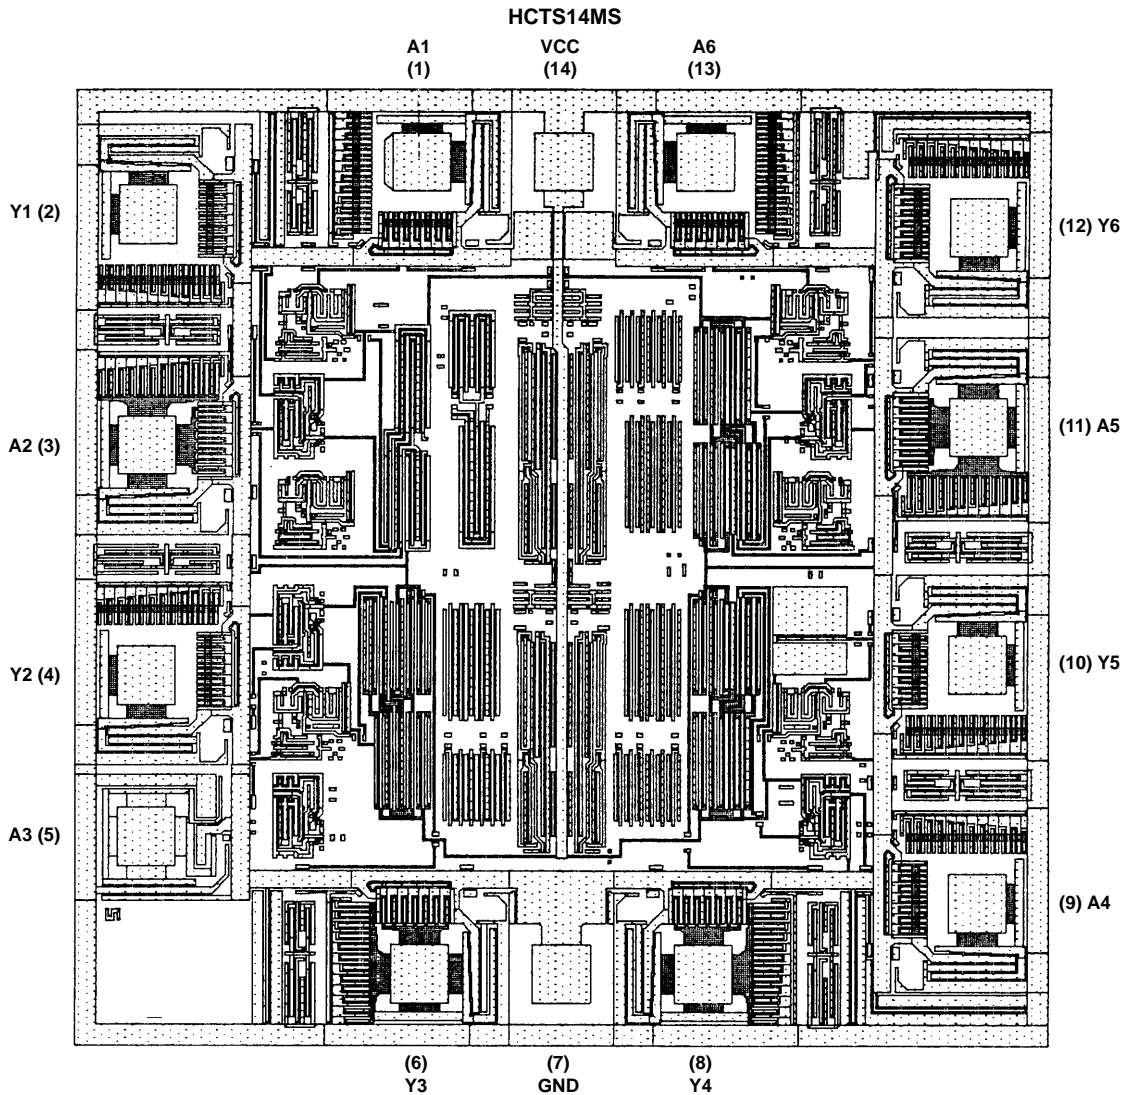 HCTS14MS
A1
(1)
VCC
(14)
A6
(13)
Y1 (2)
(12) Y6
A2 (3)
(11) A5
Y2 (4)
(10) Y5
A3 (5)
(9) A4
(6)
Y3
(7)
GND
(8)
Y4